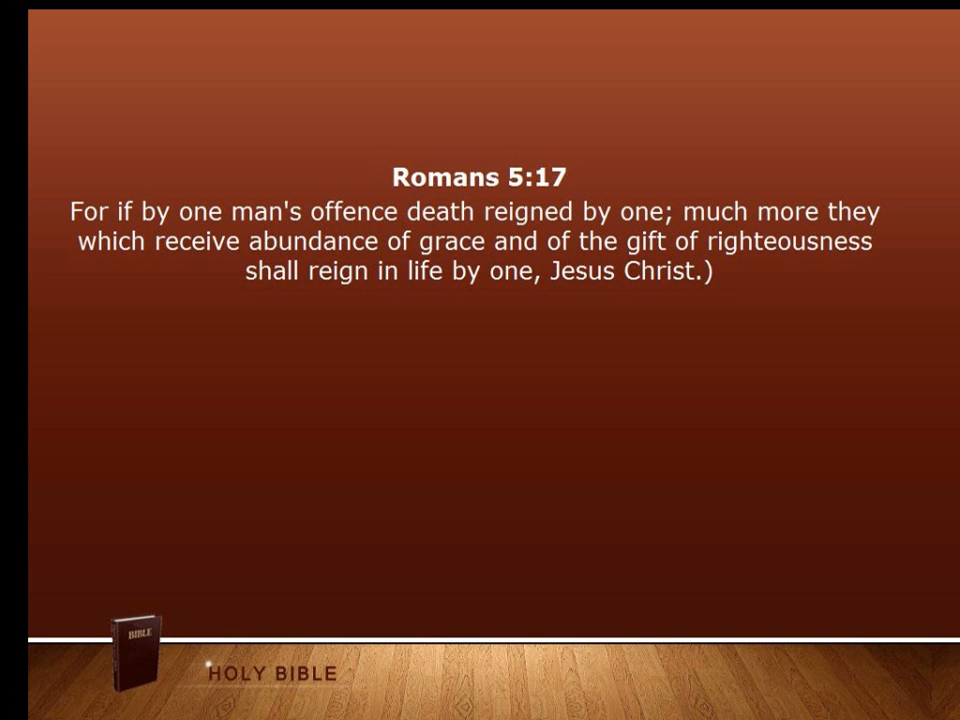 Romans 5:17
For if by one man's offence death reigned by one; much more they
which receive abundance of grace and of the gift of righteousness
shall reign in life by one, Jesus Christ.)
BIBLE
HOLY BIBLE